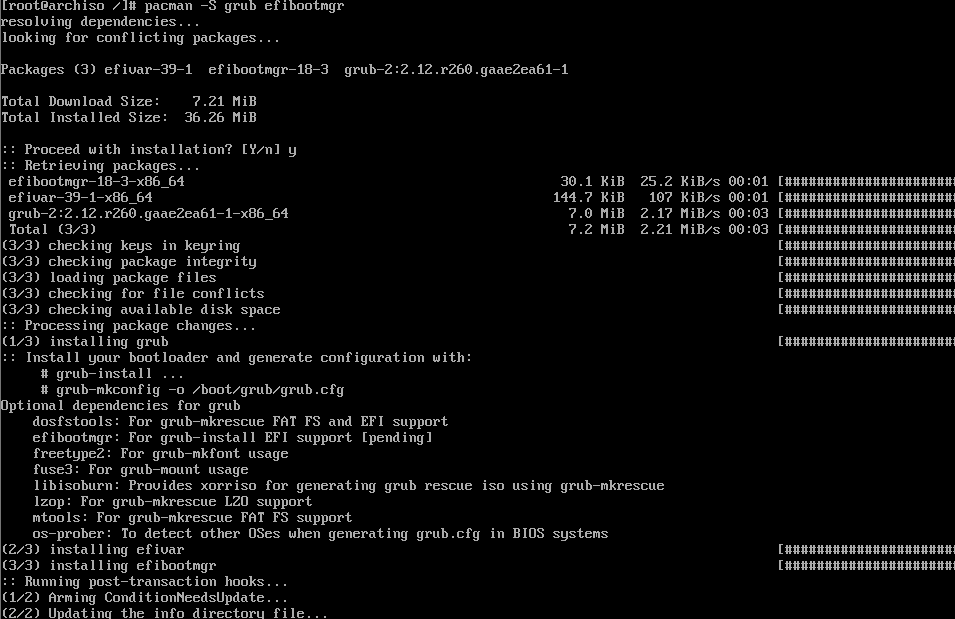 [root@archiso /]# pacman -S grub efibootmgr
resolving dependencies...
looking for conflicting packages...
Packages (3) efivar-39-1  efibootmgr-18-3  grub-2:2.12.r260.gaae2ea61-1
Total Download Size:    7.21 MiB
Total Installed Size:  36.26 MiB
:: Proceed with installation? [Y/n] y
:: Retrieving packages...
 efibootmgr-18-3-x86_64 30.1 KiB  25.2 KiB/s 00:01 [######################
 efivar-39-1-x86_64 144.7 KiB   107 KiB/s 00:01 [######################
 grub-2:2.12.r260.gaae2ea61-1-x86_64 7.0 MiB  2.17 MiB/s 00:03 [######################
 Total (3/3) 7.2 MiB  2.21 MiB/s 00:03 [######################
(3/3) checking keys in keyring [######################
(3/3) checking package integrity [######################
(3/3) loading package files [######################
(3/3) checking for file conflicts [######################
(3/3) checking available disk space [######################
:: Processing package changes...
(1/3) installing grub [######################
:: Install your bootloader and generate configuration with:
     # grub-install ...
     # grub-mkconfig -o /boot/grub/grub.cfg
Optional dependencies for grub
    dosfstools: For grub-mkrescue FAT FS and EFI support
    efibootmgr: For grub-install EFI support [pending]
    freetype2: For grub-mkfont usage
    fuse3: For grub-mount usage
    libisoburn: Provides xorriso for generating grub rescue iso using grub-mkrescue
    lzop: For grub-mkrescue LZO support
    mtools: For grub-mkrescue FAT FS support
    os-prober: To detect other OSes when generating grub.cfg in BIOS systems
(2/3) installing efivar [######################
(3/3) installing efibootmgr [######################
:: Running post-transaction hooks...
(1/2) Arming ConditionNeedsUpdate...
(2/2) Updating the info directory file...